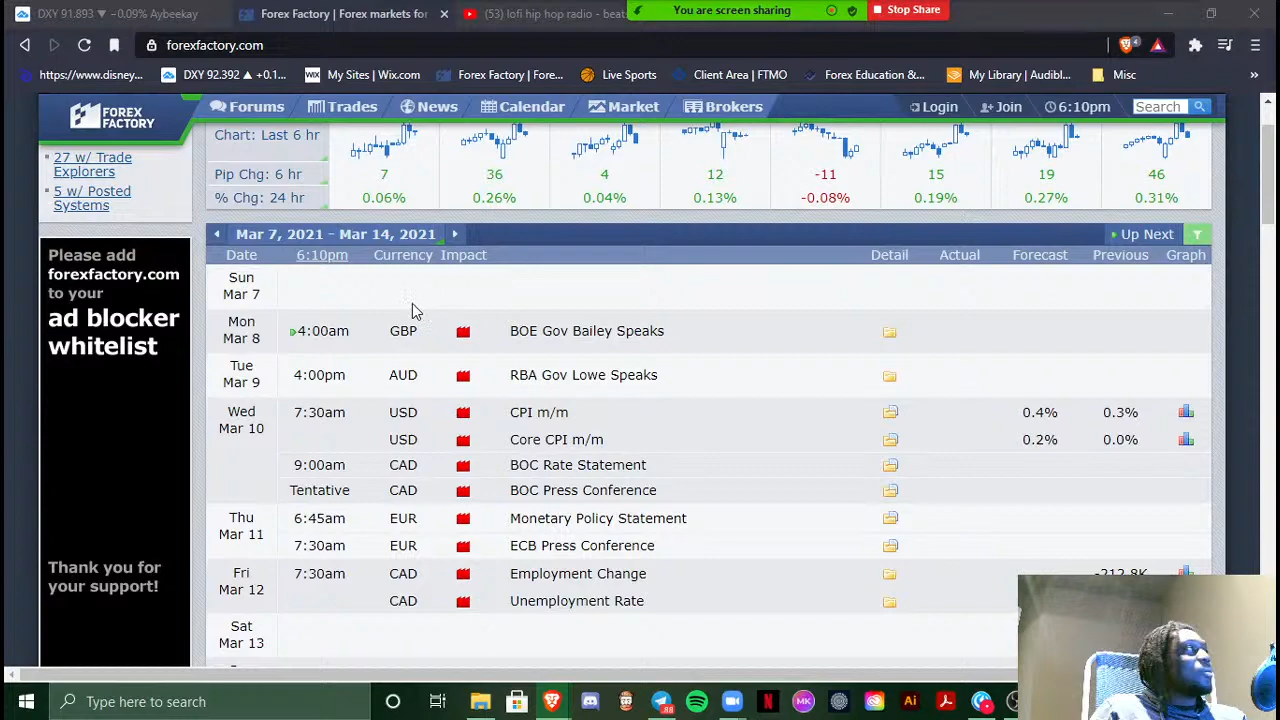 DXY 91.893 ▼ −0.09% Aybeekay
Forex Factory | Forex markets for
(53) lofi hip hop radio - beats
You are screen sharing
Stop Share
forexfactory.com
4
https://www.disney...
DXY 92.392 ▲ +0.1...
WIX
My Sites | Wix.com
Forex Factory | Fore...
Live Sports
Client Area | FTMO
Forex Education &...
My Library | Audibl...
Misc
»
FOREX FACTORY
Forums
Trades
News
Calendar
Market
Brokers
Login
Join
6:10pm
Search
27 w/ Trade
Explorers
5 w/ Posted
Systems
Chart: Last 6 hr
Pip Chg: 6 hr 7 36 4 12 -11 15 19 46
% Chg: 24 hr 0.06% 0.26% 0.04% 0.13% -0.08% 0.19% 0.27% 0.31%
Please add
forexfactory.com
to your
ad blocker
whitelist
Thank you for
your support!
Mar 7, 2021 - Mar 14, 2021
Up Next
Date 6:10pm Currency Impact Detail Actual Forecast Previous Graph
Sun
Mar 7
Mon
Mar 8
4:00am GBP BOE Gov Bailey Speaks
Tue
Mar 9
4:00pm AUD RBA Gov Lowe Speaks
Wed
Mar 10
7:30am USD CPI m/m 0.4% 0.3%
USD Core CPI m/m 0.2% 0.0%
9:00am CAD BOC Rate Statement
Tentative CAD BOC Press Conference
Thu
Mar 11
6:45am EUR Monetary Policy Statement
7:30am EUR ECB Press Conference
Fri
Mar 12
7:30am CAD Employment Change -212.8K
CAD Unemployment Rate
Sat
Mar 13
Type here to search
88
N
MK
Ai